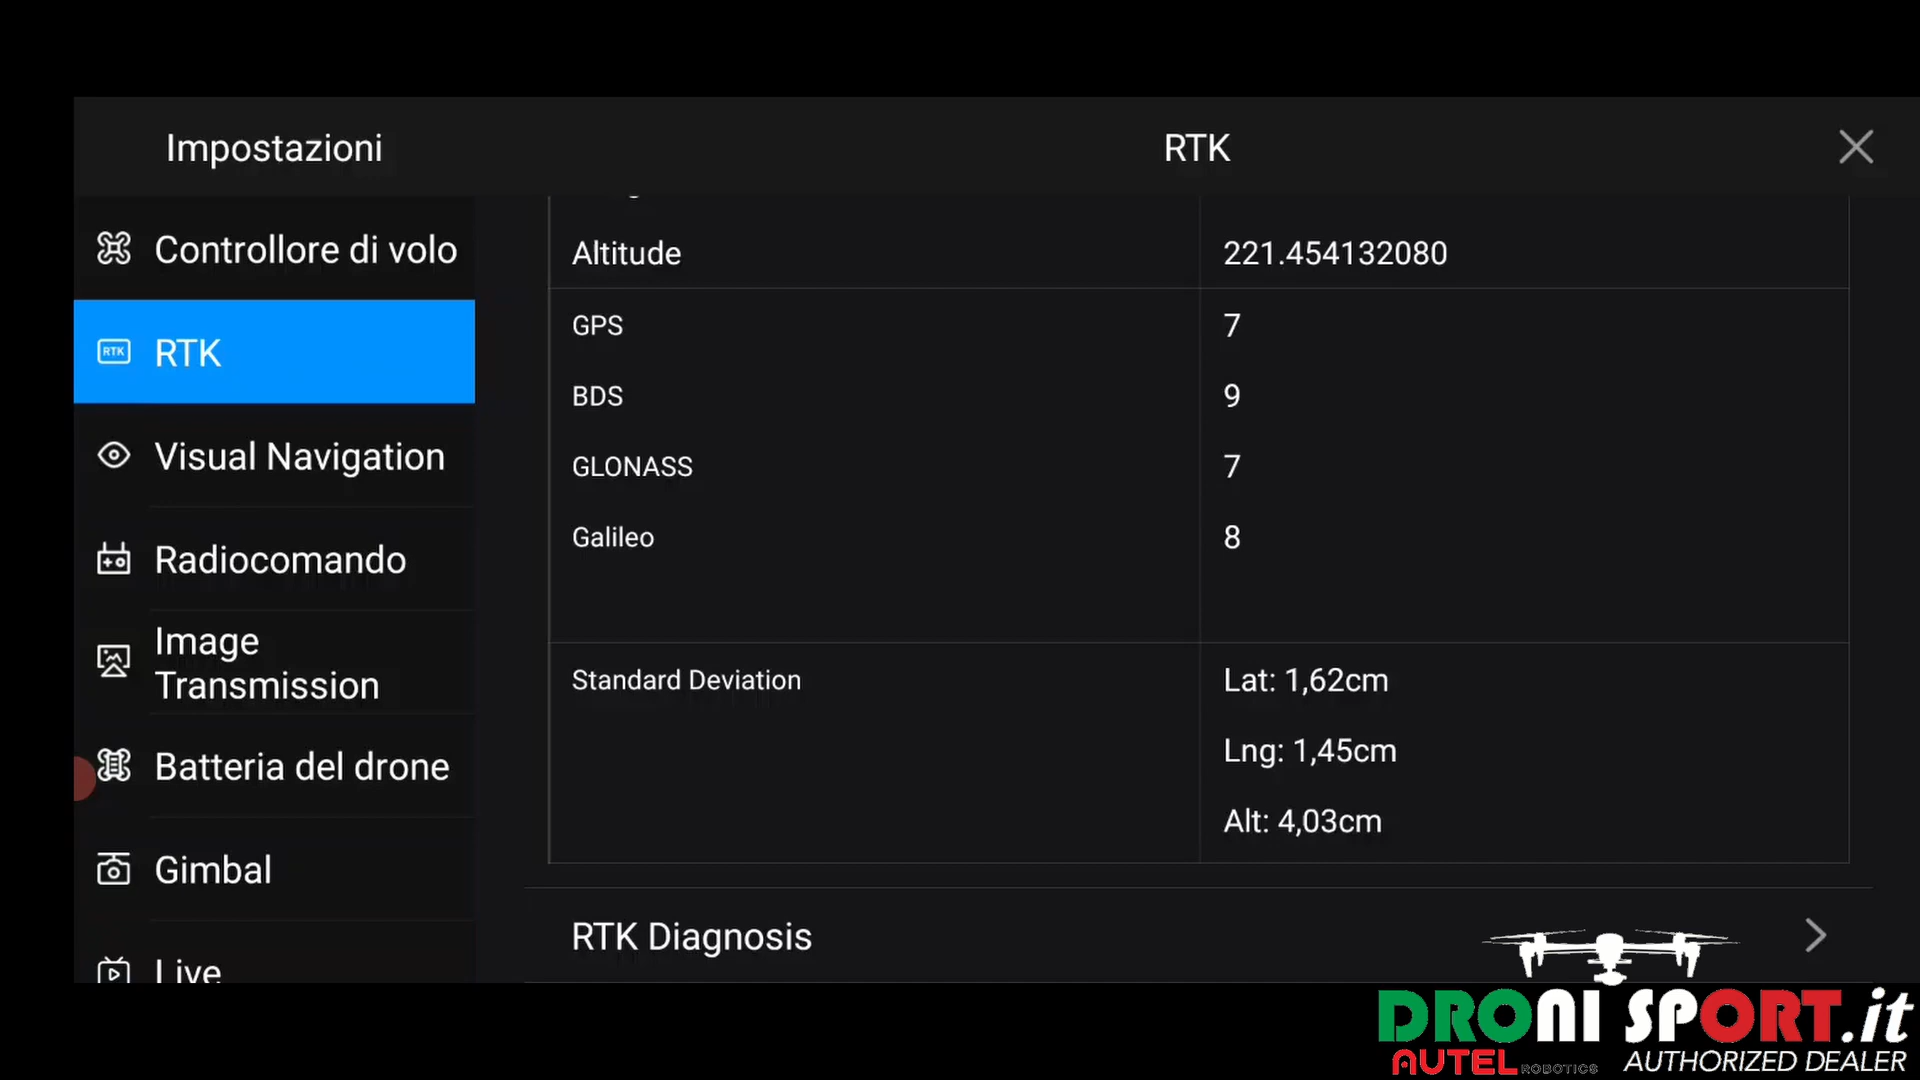 Impostazioni
RTK
Controllore di volo
RTK
RTK
Visual Navigation
Radiocomando
Image
Transmission
Batteria del drone
Gimbal
Live
Altitude 221.454132080
GPS 7
BDS 9
GLONASS 7
Galileo 8
Standard Deviation Lat: 1,62cm
Lng: 1,45cm
Alt: 4,03cm
RTK Diagnosis
DRONI SPORT.it
AUTEL ROBOTICS AUTHORIZED DEALER